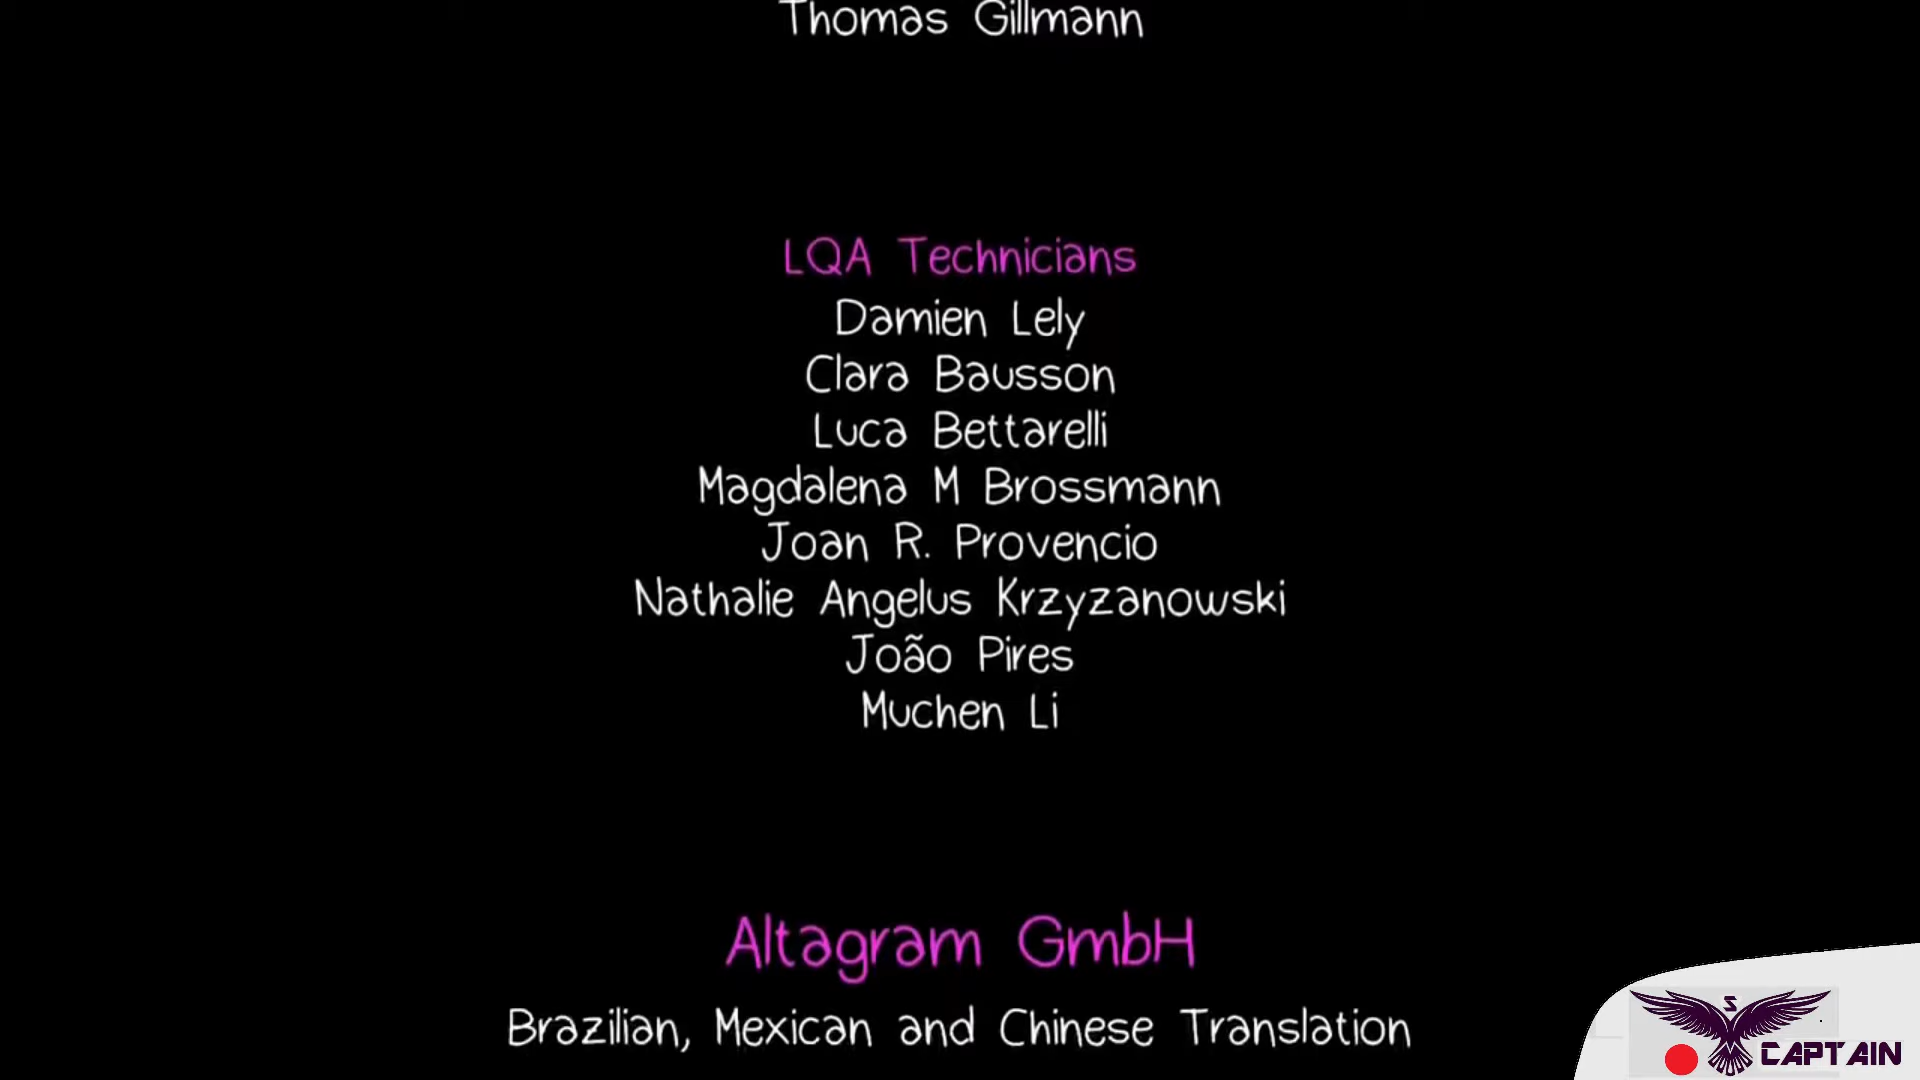 Thomas Gillmann
LQA Technicians
Damien Lely
Clara Bausson
Luca Bettarelli
Magdalena M Brossmann
Joan R. Provencio
Nathalie Angelus Krzyzanowski
João Pires
Muchen Li
Altagram GmbH
Brazilian, Mexican and Chinese Translation
S
CAPTAIN